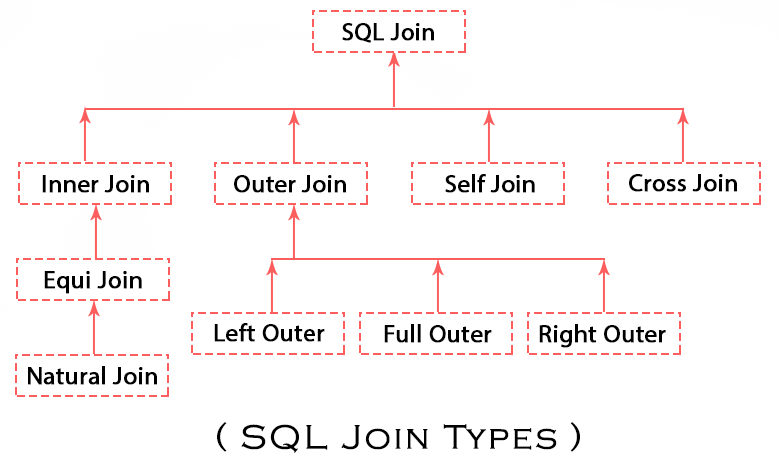 SQL Join
Inner Join
Outer Join
Self Join
Cross Join
Equi Join
Left Outer
Full Outer
Right Outer
Natural Join
( SQL Join Types )